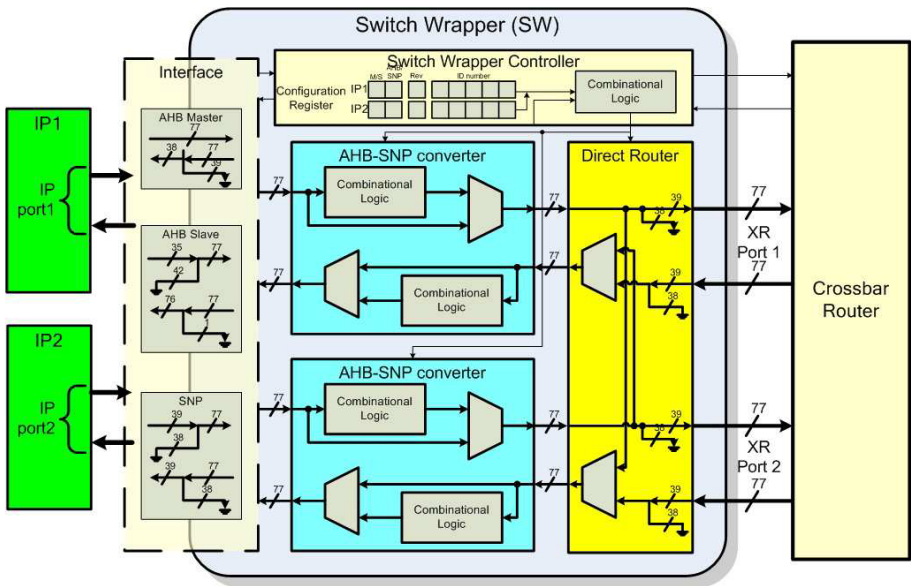 Switch Wrapper (SW)
Interface
Switch Wrapper Controller
Configuration
Register
M/S
AHB/
SNP
Rev
ID number
IP1
IP2
Combinational
Logic
IP1
IP
port1
IP2
IP
port2
AHB Master
77
38
77
39
AHB Slave
35
77
42
76
77
1
SNP
39
77
38
39
77
38
AHB-SNP converter
77
Combinational
Logic
77
77
Combinational
Logic
77
AHB-SNP converter
77
Combinational
Logic
77
77
Combinational
Logic
77
Direct Router
39
38
39
38
39
38
39
38
77
XR
Port 1
77
77
XR
Port 2
77
Crossbar
Router